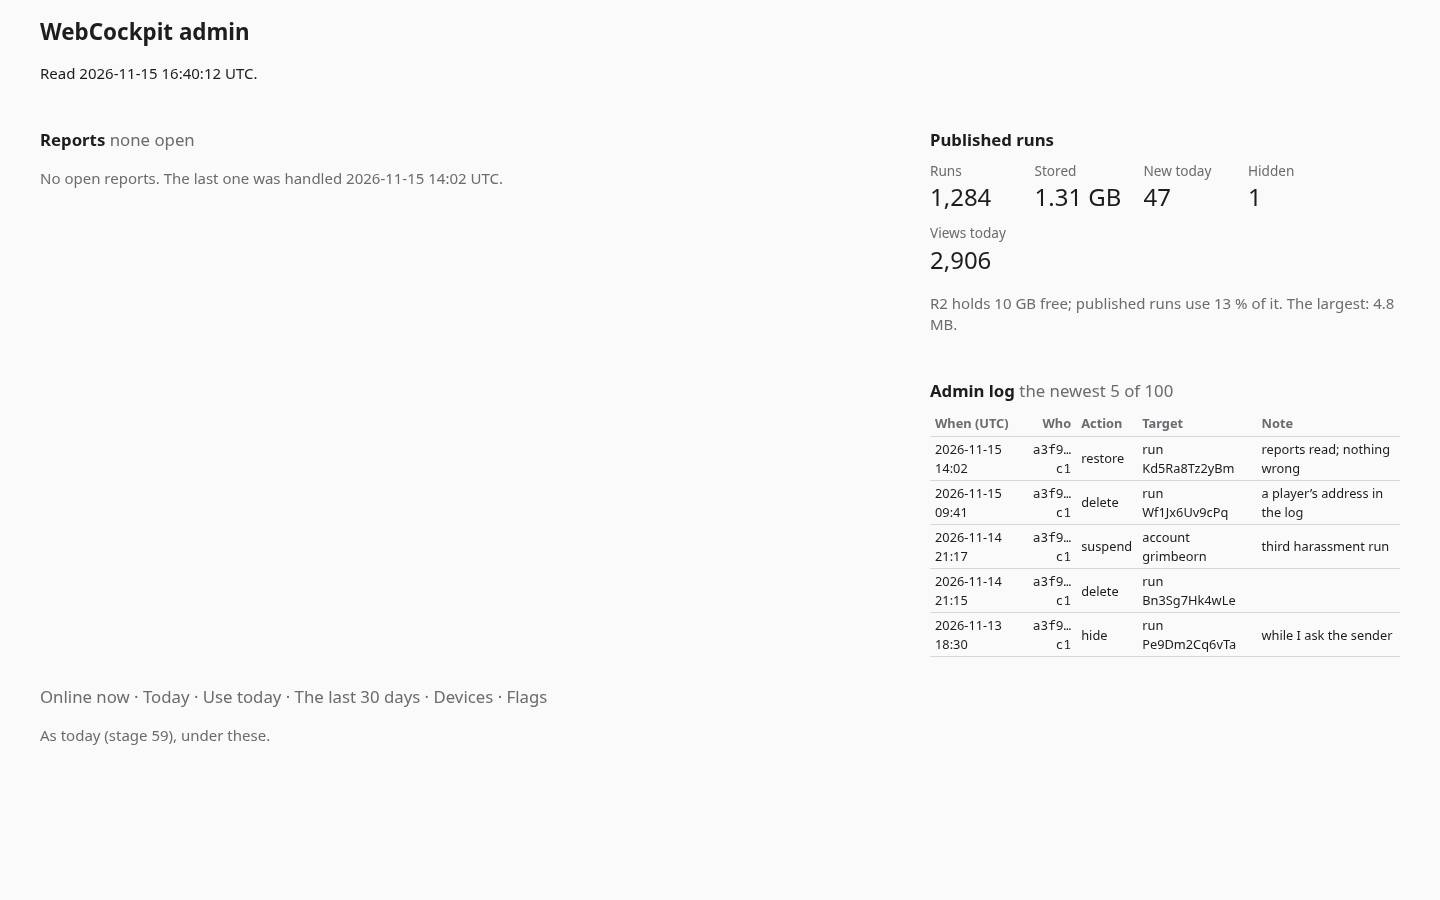 WebCockpit admin
Read 2026-11-15 16:40:12 UTC.
Reports none open
No open reports. The last one was handled 2026-11-15 14:02 UTC.
Published runs
Runs Stored New today Hidden
1,284 1.31 GB 47 1
Views today
2,906
R2 holds 10 GB free; published runs use 13 % of it. The largest: 4.8
MB.
Admin log the newest 5 of 100
When (UTC) Who Action Target Note
2026-11-15 14:02 a3f9…c1 restore run Kd5Ra8Tz2yBm reports read; nothing wrong
2026-11-15 09:41 a3f9…c1 delete run Wf1Jx6Uv9cPq a player’s address in the log
2026-11-14 21:17 a3f9…c1 suspend account grimbeorn third harassment run
2026-11-14 21:15 a3f9…c1 delete run Bn3Sg7Hk4wLe
2026-11-13 18:30 a3f9…c1 hide run Pe9Dm2Cq6vTa while I ask the sender
Online now · Today · Use today · The last 30 days · Devices · Flags
As today (stage 59), under these.